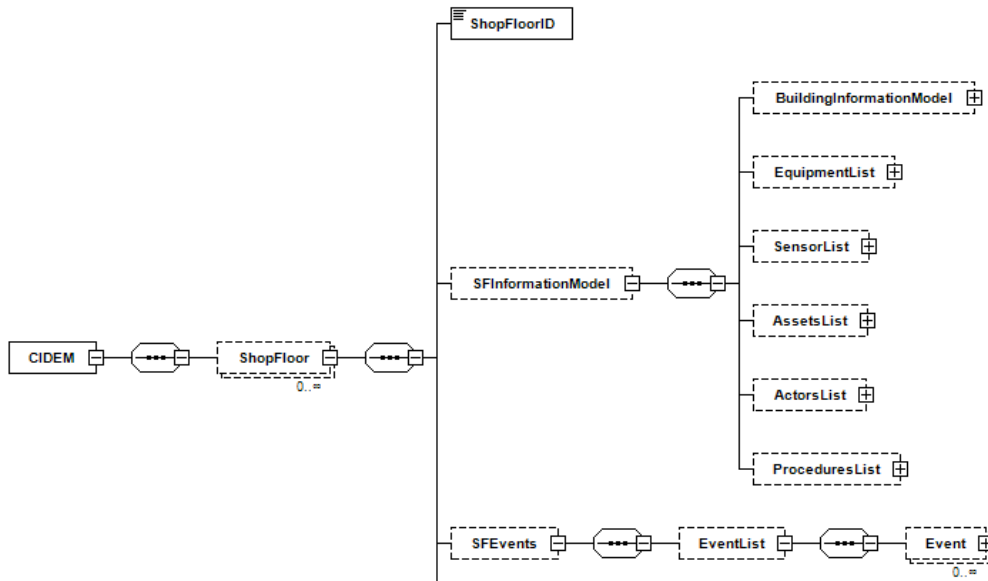 ShopFloorID
BuildingInformationModel
EquipmentList
SensorList
SFInformationModel
AssetsList
CIDEM
ShopFloor
0..∞
ActorsList
ProceduresList
SFEvents
EventList
Event
0..∞